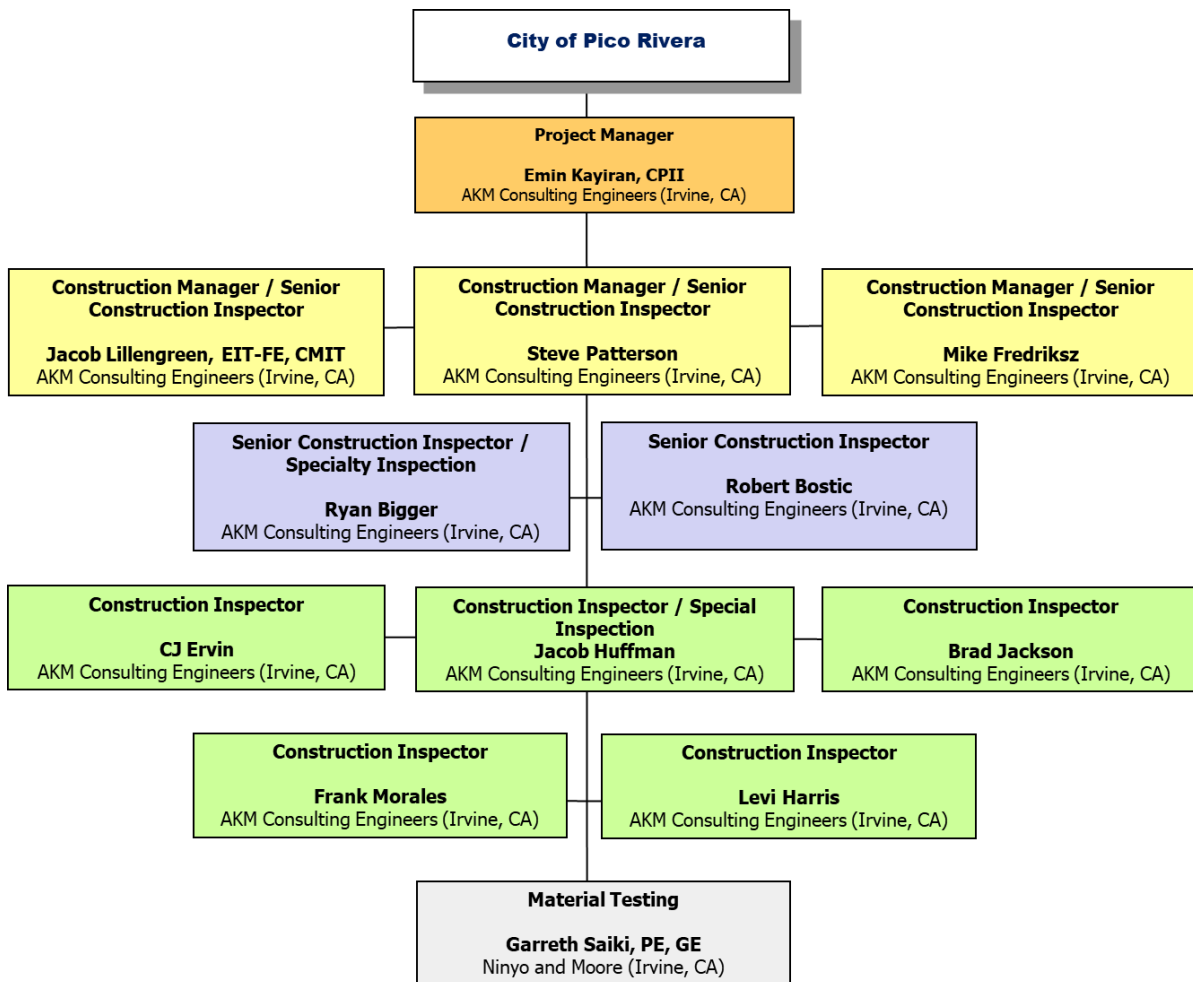 City of Pico Rivera
Project Manager
Emin Kayiran, CPII
AKM Consulting Engineers (Irvine, CA)
Construction Manager / Senior
Construction Inspector
Jacob Lillengreen, EIT-FE, CMIT
AKM Consulting Engineers (Irvine, CA)
Construction Manager / Senior
Construction Inspector
Steve Patterson
AKM Consulting Engineers (Irvine, CA)
Construction Manager / Senior
Construction Inspector
Mike Fredriksz
AKM Consulting Engineers (Irvine, CA)
Senior Construction Inspector /
Specialty Inspection
Ryan Bigger
AKM Consulting Engineers (Irvine, CA)
Senior Construction Inspector
Robert Bostic
AKM Consulting Engineers (Irvine, CA)
Construction Inspector
CJ Ervin
AKM Consulting Engineers (Irvine, CA)
Construction Inspector / Special
Inspection
Jacob Huffman
AKM Consulting Engineers (Irvine, CA)
Construction Inspector
Brad Jackson
AKM Consulting Engineers (Irvine, CA)
Construction Inspector
Frank Morales
AKM Consulting Engineers (Irvine, CA)
Construction Inspector
Levi Harris
AKM Consulting Engineers (Irvine, CA)
Material Testing
Garreth Saiki, PE, GE
Ninyo and Moore (Irvine, CA)